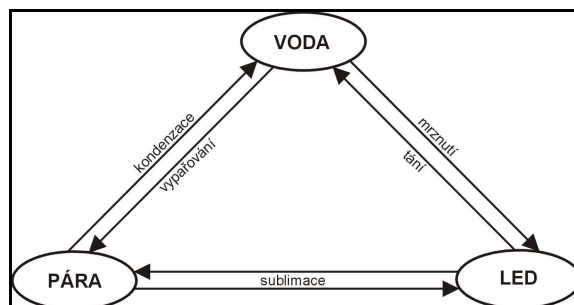 VODA
kondenzace
vypařování
mrznutí
tání
PÁRA
sublimace
LED